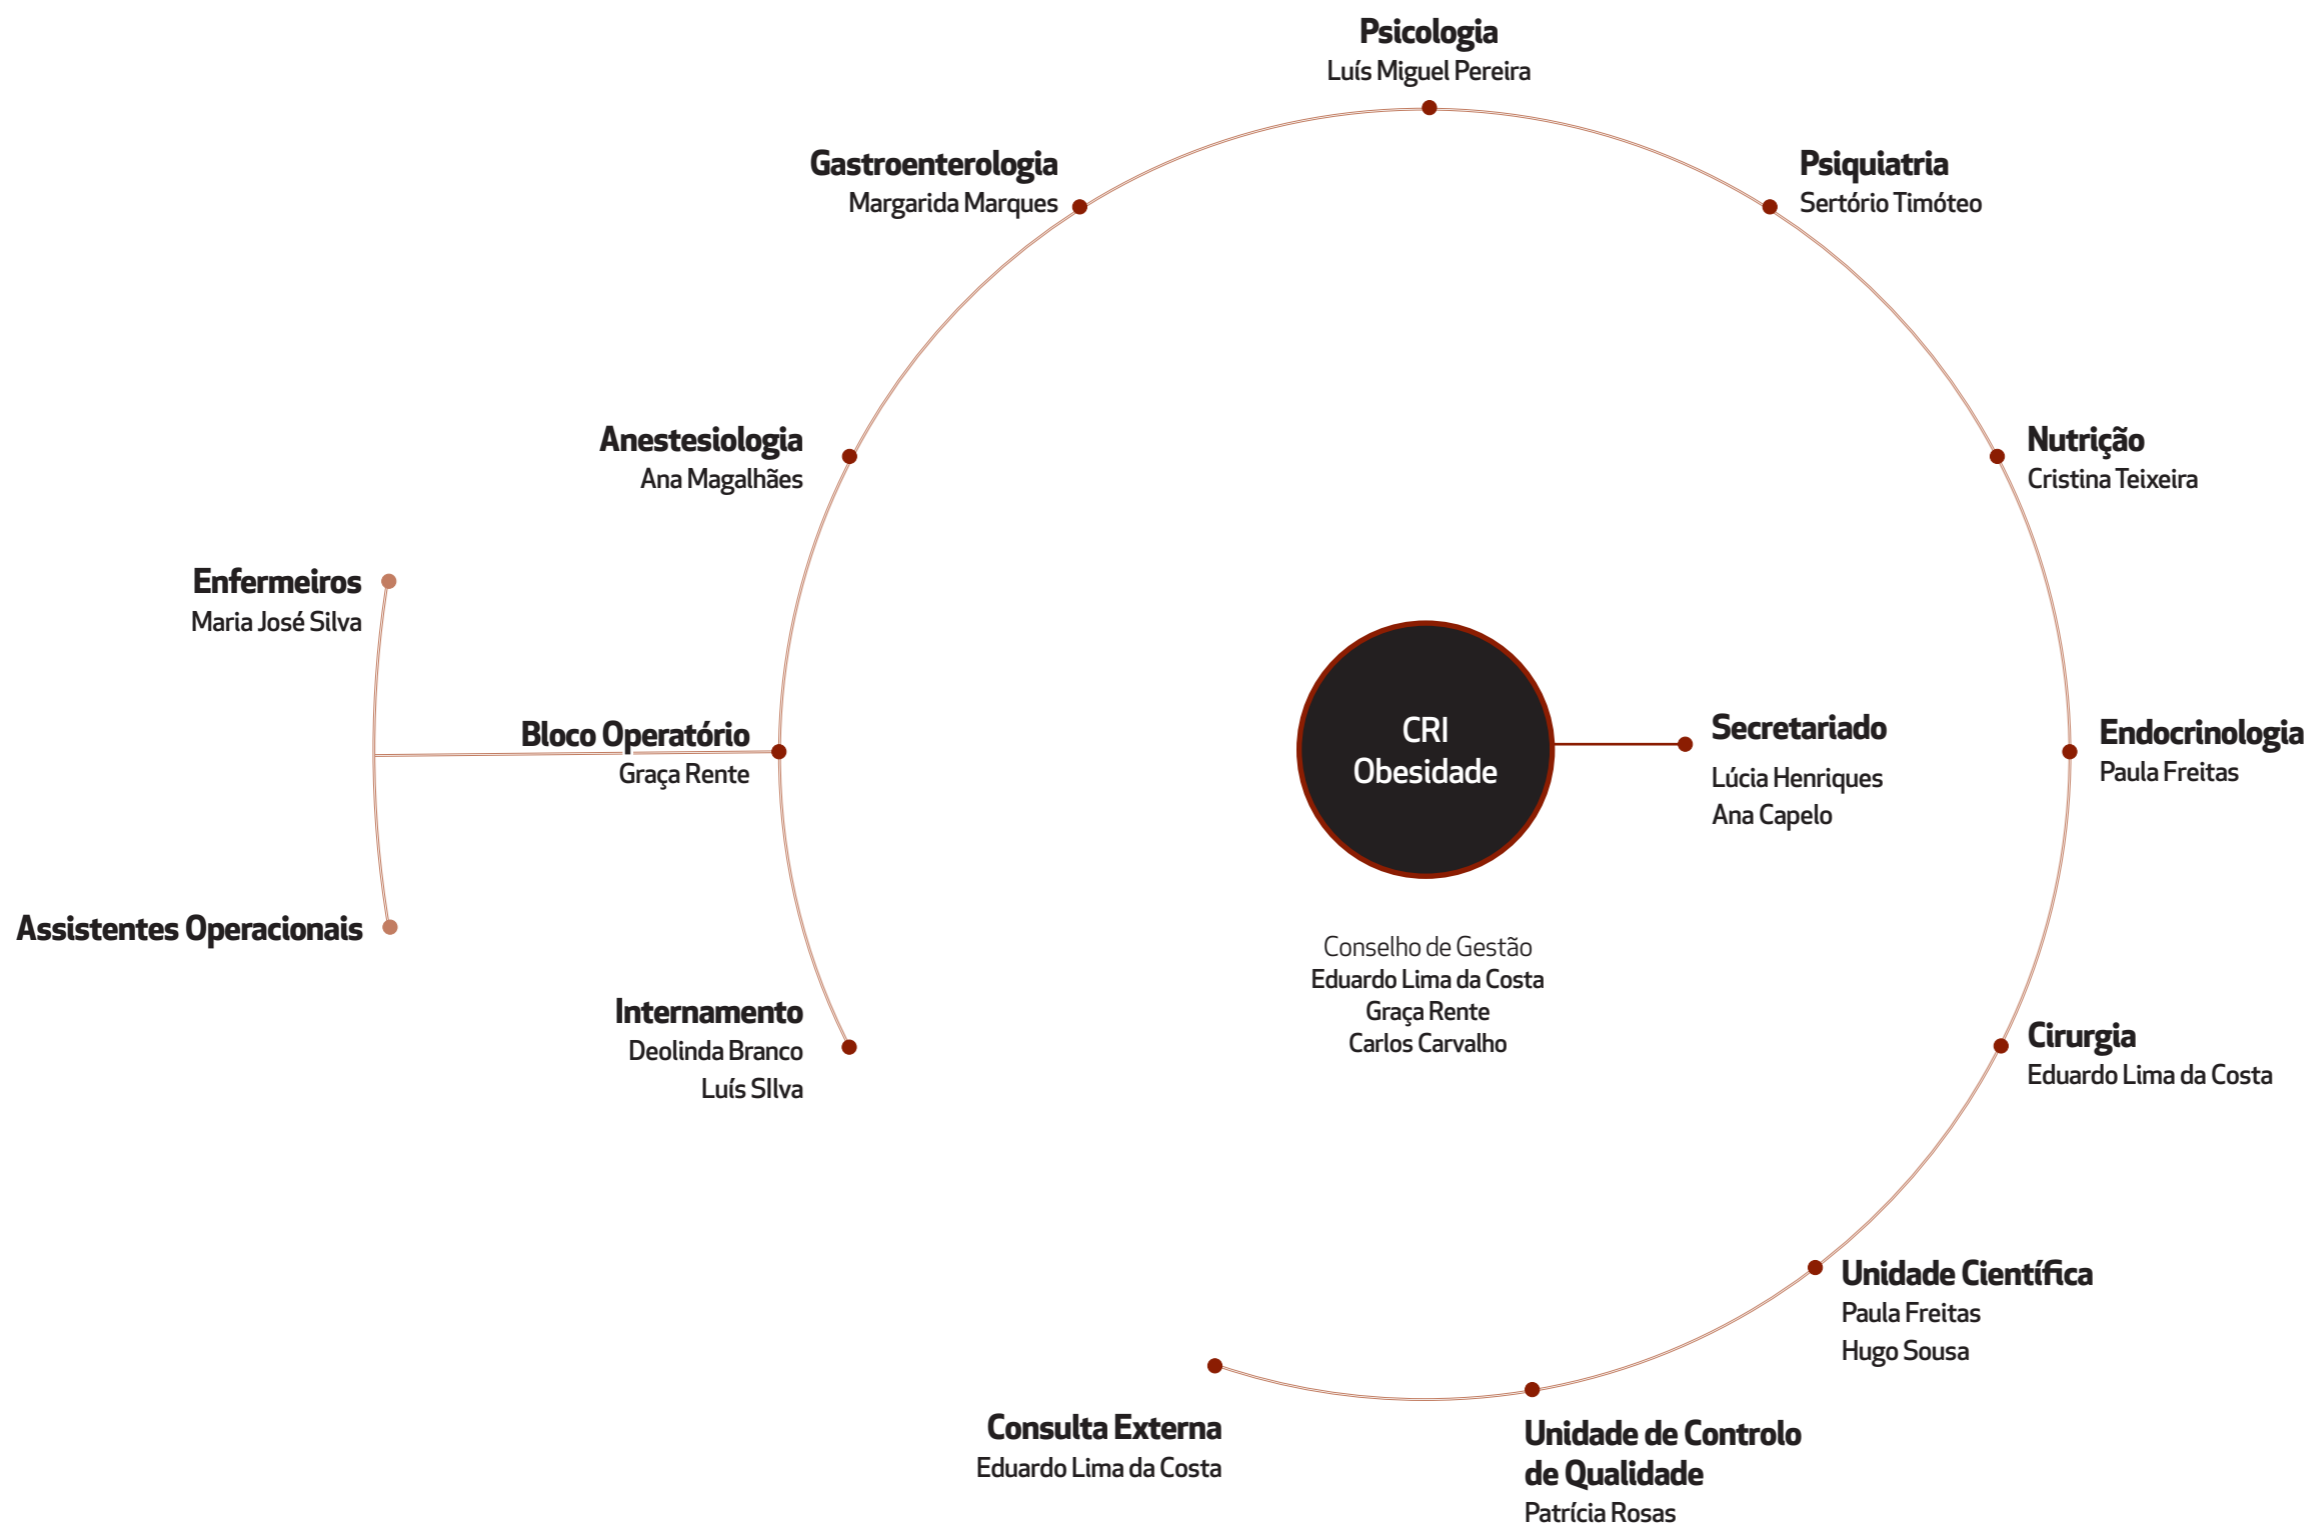 Psicologia
Luís Miguel Pereira
Gastroenterologia
Margarida Marques
Psiquiatria
Sertório Timóteo
Anestesiologia
Ana Magalhães
Nutrição
Cristina Teixeira
Enfermeiros
Maria José Silva
Bloco Operatório
Graça Rente
CRI
Obesidade
Secretariado
Lúcia Henriques
Ana Capelo
Endocrinologia
Paula Freitas
Assistentes Operacionais
Conselho de Gestão
Eduardo Lima da Costa
Graça Rente
Carlos Carvalho
Internamento
Deolinda Branco
Luís SIlva
Cirurgia
Eduardo Lima da Costa
Unidade Científica
Paula Freitas
Hugo Sousa
Consulta Externa
Eduardo Lima da Costa
Unidade de Controlo
de Qualidade
Patrícia Rosas